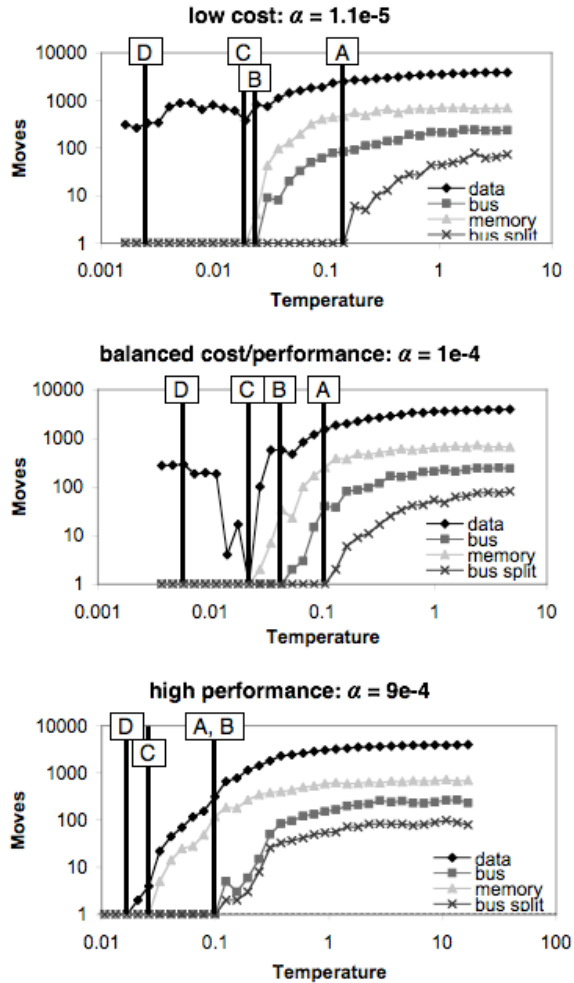 low cost: α = 1.1e-5
D C A
B
10000
1000
100
10
1
Moves
data
bus
memory
bus split
0.001 0.01 0.1 1 10
Temperature
balanced cost/performance: α = 1e-4
D C B A
10000
1000
100
10
1
Moves
data
bus
memory
bus split
0.001 0.01 0.1 1 10
Temperature
high performance: α = 9e-4
D A, B
C
10000
1000
100
10
1
Moves
data
bus
memory
bus split
0.01 0.1 1 10 100
Temperature